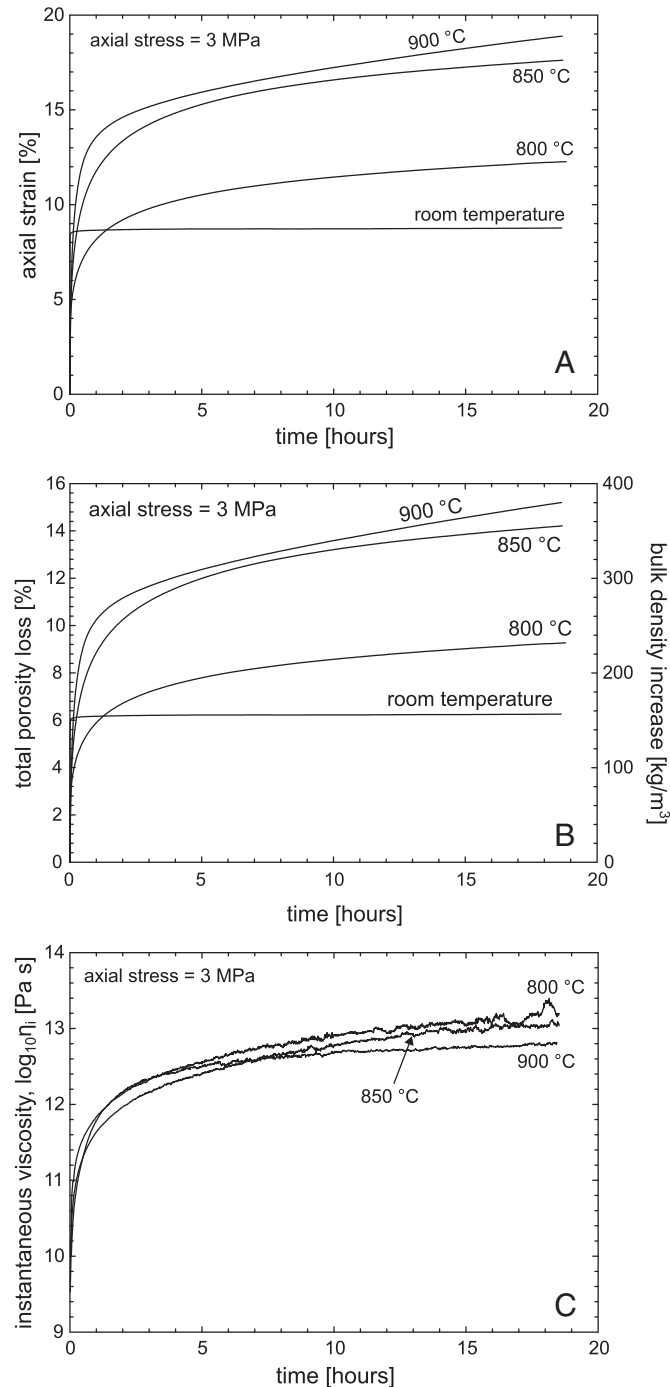 axial stress = 3 MPa
900 °C
850 °C
800 °C
room temperature
A
axial strain [%]
20
15
10
5
0
0 5 10 15 20
time [hours]
axial stress = 3 MPa
900 °C
850 °C
800 °C
room temperature
B
total porosity loss [%]
16
14
12
10
8
6
4
2
0
400
300
200
100
0
bulk density increase [kg/m³]
0 5 10 15 20
time [hours]
axial stress = 3 MPa
800 °C
900 °C
850 °C
C
instantaneous viscosity, log₁₀ηᵢ [Pa s]
14
13
12
11
10
9
0 5 10 15 20
time [hours]